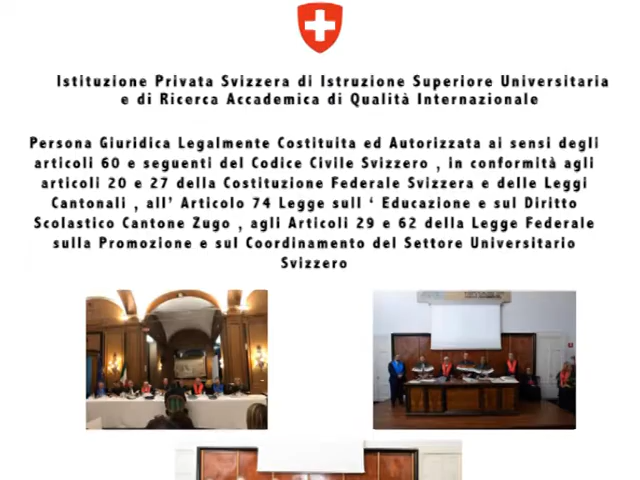 Istituzione Privata Svizzera di Istruzione Superiore Universitaria
e di Ricerca Accademica di Qualità Internazionale
Persona Giuridica Legalmente Costituita ed Autorizzata ai sensi degli
articoli 60 e seguenti del Codice Civile Svizzero , in conformità agli
articoli 20 e 27 della Costituzione Federale Svizzera e delle Leggi
Cantonali , all' Articolo 74 Legge sull ‘ Educazione e sul Diritto
Scolastico Cantone Zugo , agli Articoli 29 e 62 della Legge Federale
sulla Promozione e sul Coordinamento del Settore Universitario
Svizzero